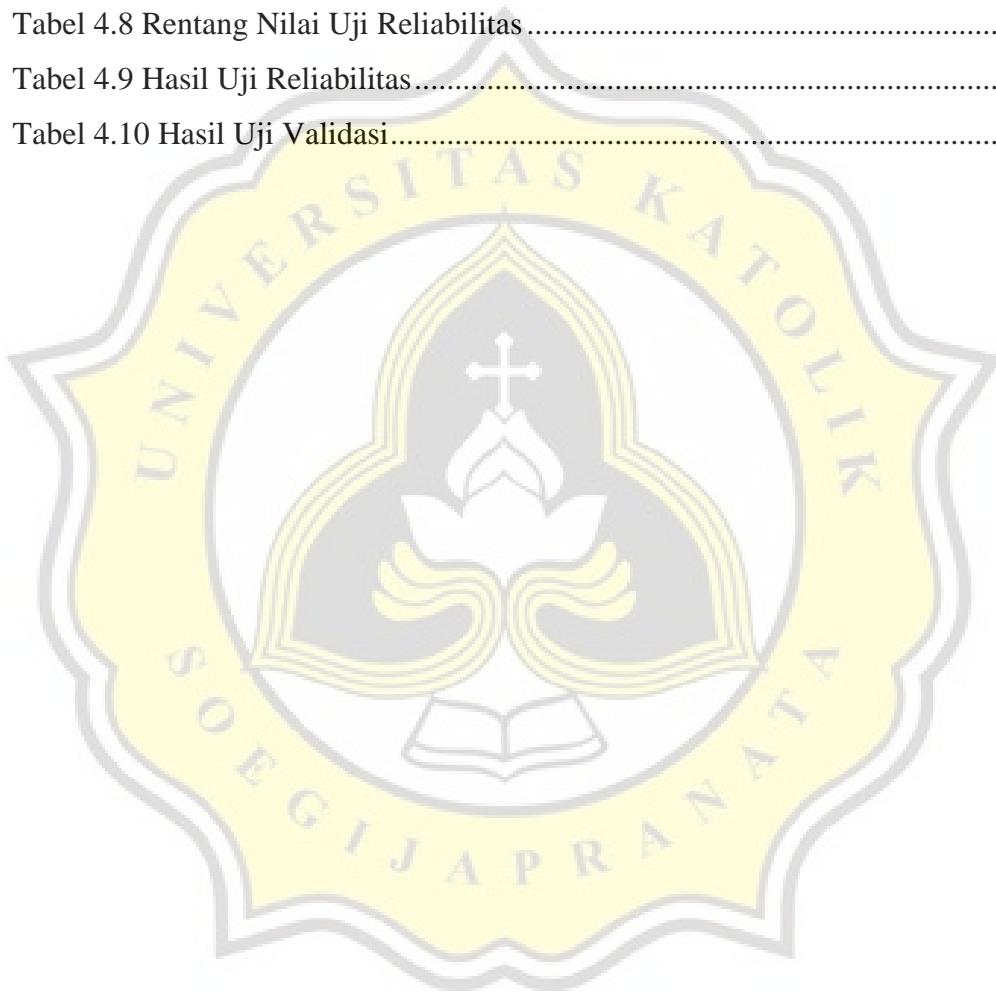 Tabel 4.8 Rentang Nilai Uji Reliabilitas..............................................................
Tabel 4.9 Hasil Uji Reliabilitas............................................................................
Tabel 4.10 Hasil Uji Validasi...............................................................................
UNIVERSITAS KATOLIK
SOEGIJAPRANATA